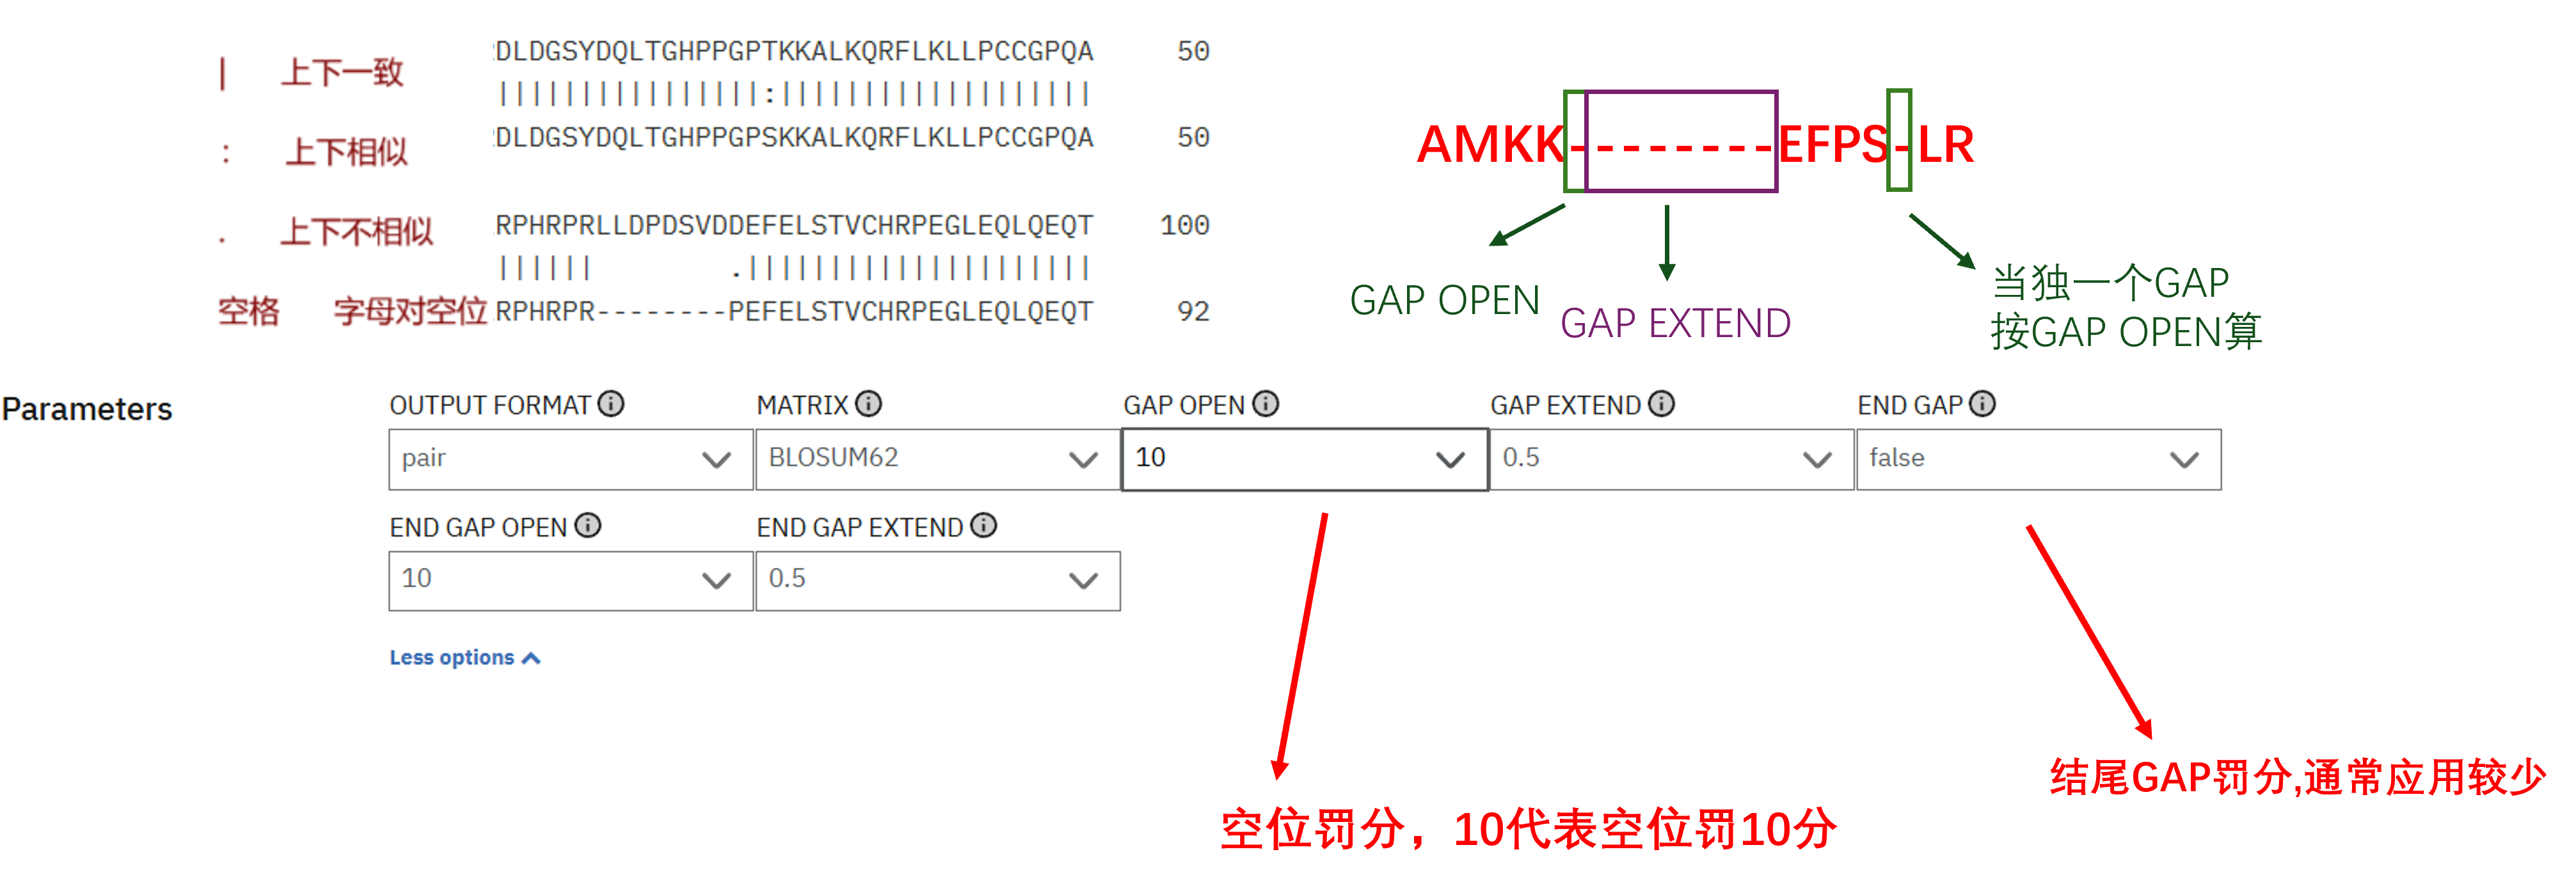 | 上下一致
: 上下相似
. 上下不相似
空格 字母对空位
DLDGSYDQLTGHPPGPTKKALKQRFLKLLPCCGPQA 50
|||||||||||||||||:||||||||||||||||||||
DLDGSYDQLTGHPPGPSKKALKQRFLKLLPCCGPQA 50
RPHRPRLLDPDSVDDEFELSTVCHRPEGLEQLQEQT 100
|||||| .|||||||||||||||||||||
RPHRPR--------PEFELSTVCHRPEGLEQLQEQT 92
AMKK---------EFPS-LR
GAP OPEN
GAP EXTEND
当独一个GAP
按GAP OPEN算
Parameters
OUTPUT FORMAT MATRIX GAP OPEN GAP EXTEND END GAP
pair BLOSUM62 10 0.5 false
END GAP OPEN END GAP EXTEND
10 0.5
Less options
结尾GAP罚分,通常应用较少
空位罚分，10代表空位罚10分